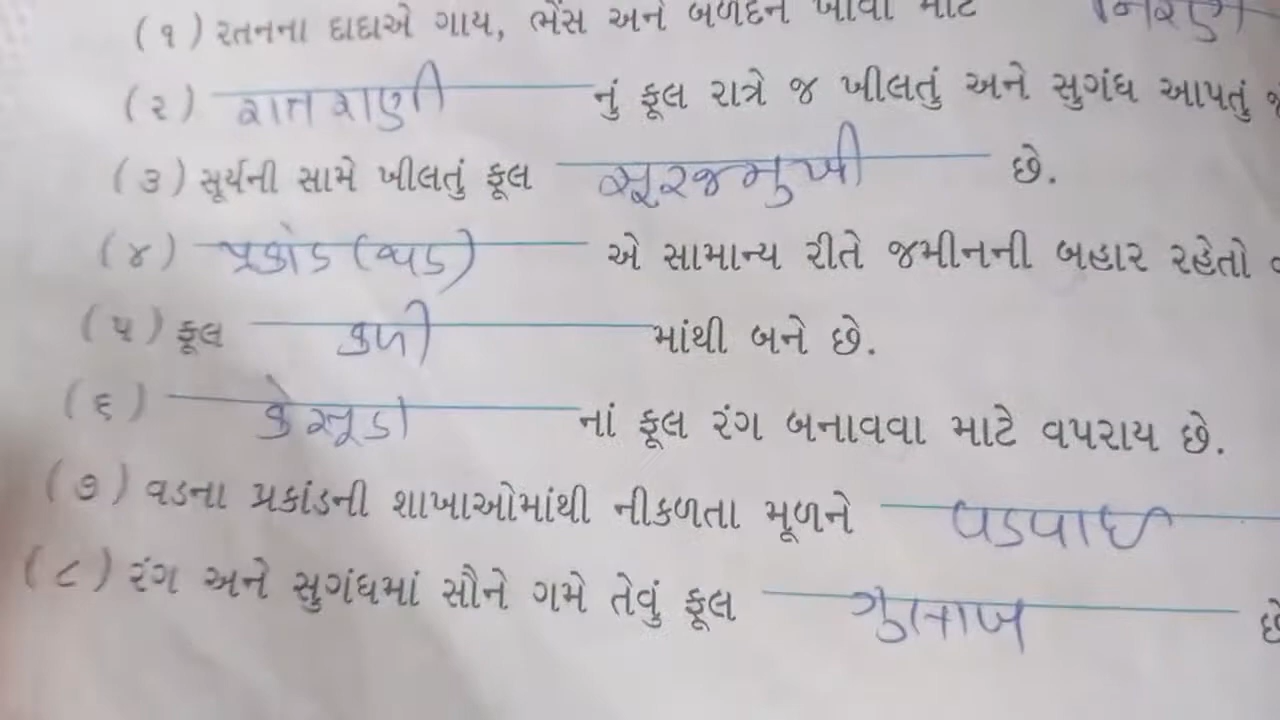 (૧) રતનના દાદાએ ગાય, ભેંસ અને બળદને ખાવા માટે નિરણ
(૨) રાતરાણી નું ફૂલ રાત્રે જ ખીલતું અને સુગંધ આપતું
(૩) સૂર્યની સામે ખીલતું ફૂલ સૂરજમુખી છે.
(૪) પ્રકાંડ (થડ) એ સામાન્ય રીતે જમીનની બહાર રહેતો
(૫) ફૂલ કળી માંથી બને છે.
(૬) કેસૂડા નાં ફૂલ રંગ બનાવવા માટે વપરાય છે.
(૭) વડના પ્રકાંડની શાખાઓમાંથી નીકળતા મૂળને વડવાઈ
(૮) રંગ અને સુગંધમાં સૌને ગમે તેવું ફૂલ ગુલાબ છે